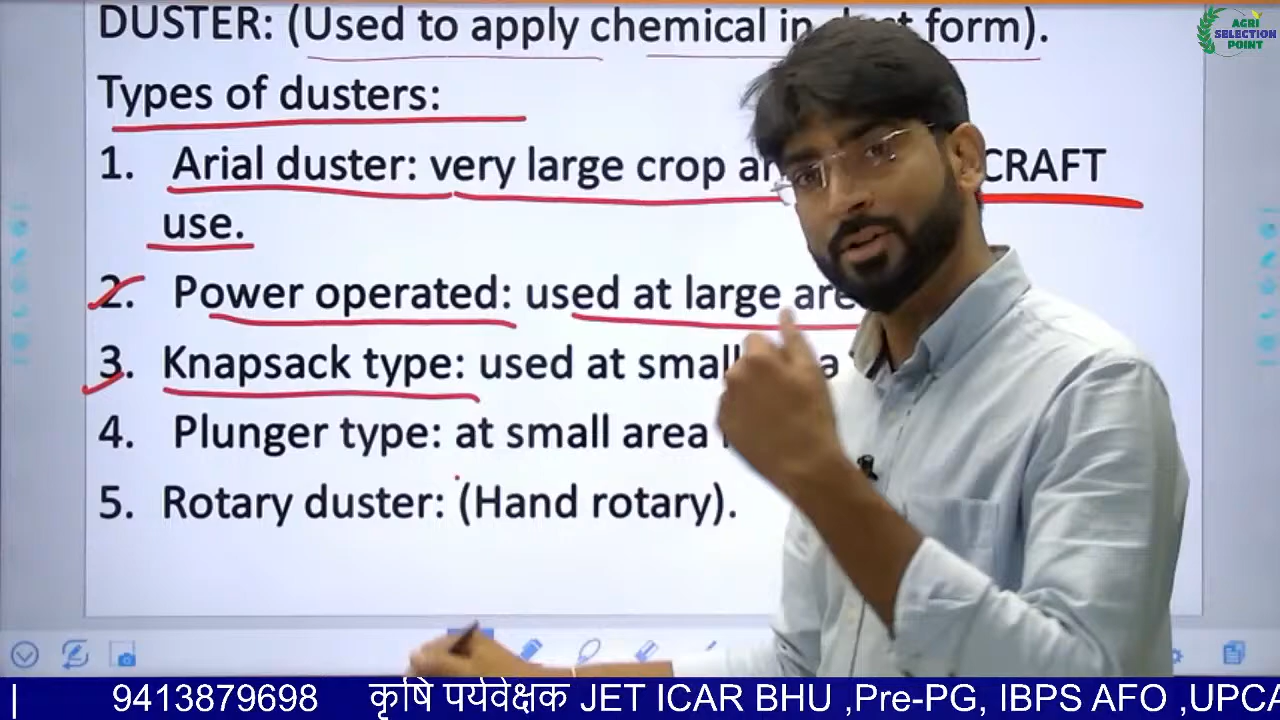 DUSTER: (Used to apply chemical in form).
Types of dusters:
1. Arial duster: very large crop CRAFT
use.
2. Power operated: used at large
3. Knapsack type: used at small
4. Plunger type: at small area
5. Rotary duster: (Hand rotary).
AGRI
SELECTION
POINT
| 9413879698 कृषि पर्यवेक्षक JET ICAR BHU ,Pre-PG, IBPS AFO ,UPCA